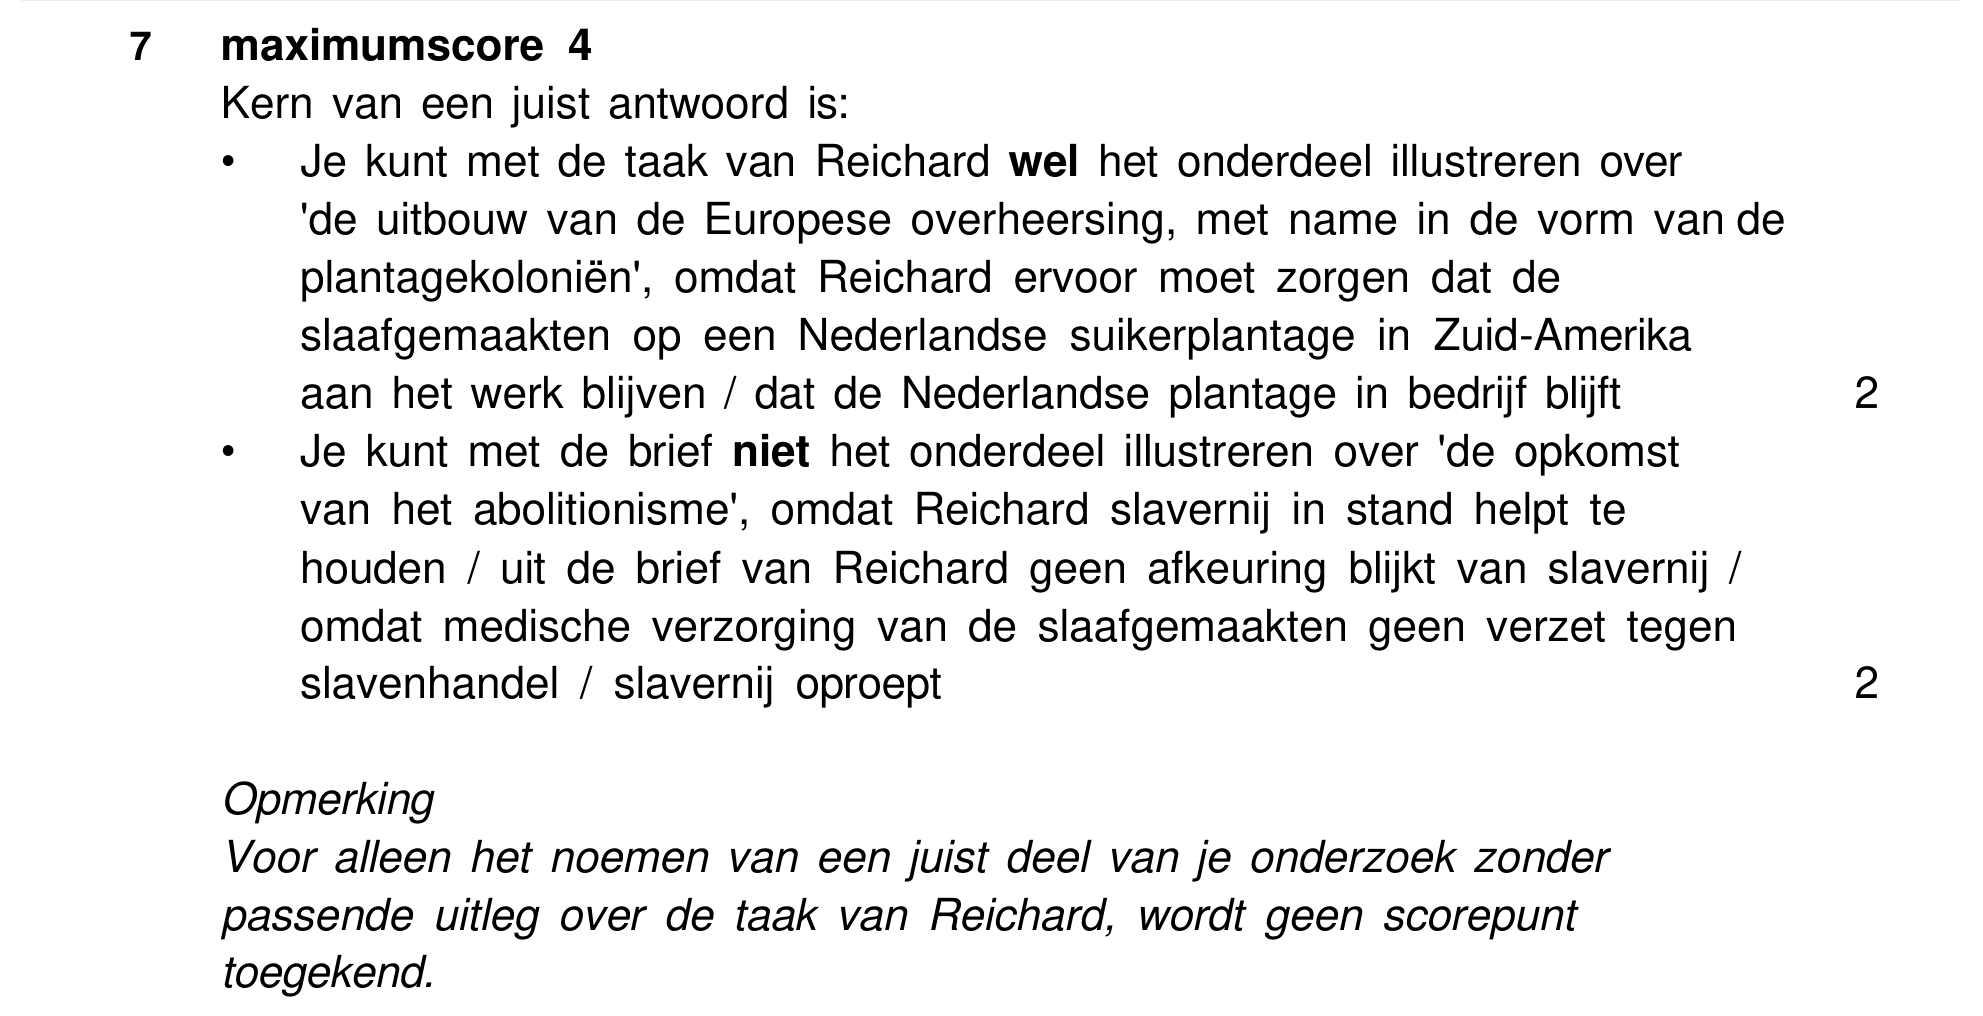 7 maximumscore 4
Kern van een juist antwoord is:
• Je kunt met de taak van Reichard wel het onderdeel illustreren over
'de uitbouw van de Europese overheersing, met name in de vorm van de
plantagekoloniën', omdat Reichard ervoor moet zorgen dat de
slaafgemaakten op een Nederlandse suikerplantage in Zuid-Amerika
aan het werk blijven / dat de Nederlandse plantage in bedrijf blijft 2
• Je kunt met de brief niet het onderdeel illustreren over 'de opkomst
van het abolitionisme', omdat Reichard slavernij in stand helpt te
houden / uit de brief van Reichard geen afkeuring blijkt van slavernij /
omdat medische verzorging van de slaafgemaakten geen verzet tegen
slavenhandel / slavernij oproept 2
Opmerking
Voor alleen het noemen van een juist deel van je onderzoek zonder
passende uitleg over de taak van Reichard, wordt geen scorepunt
toegekend.